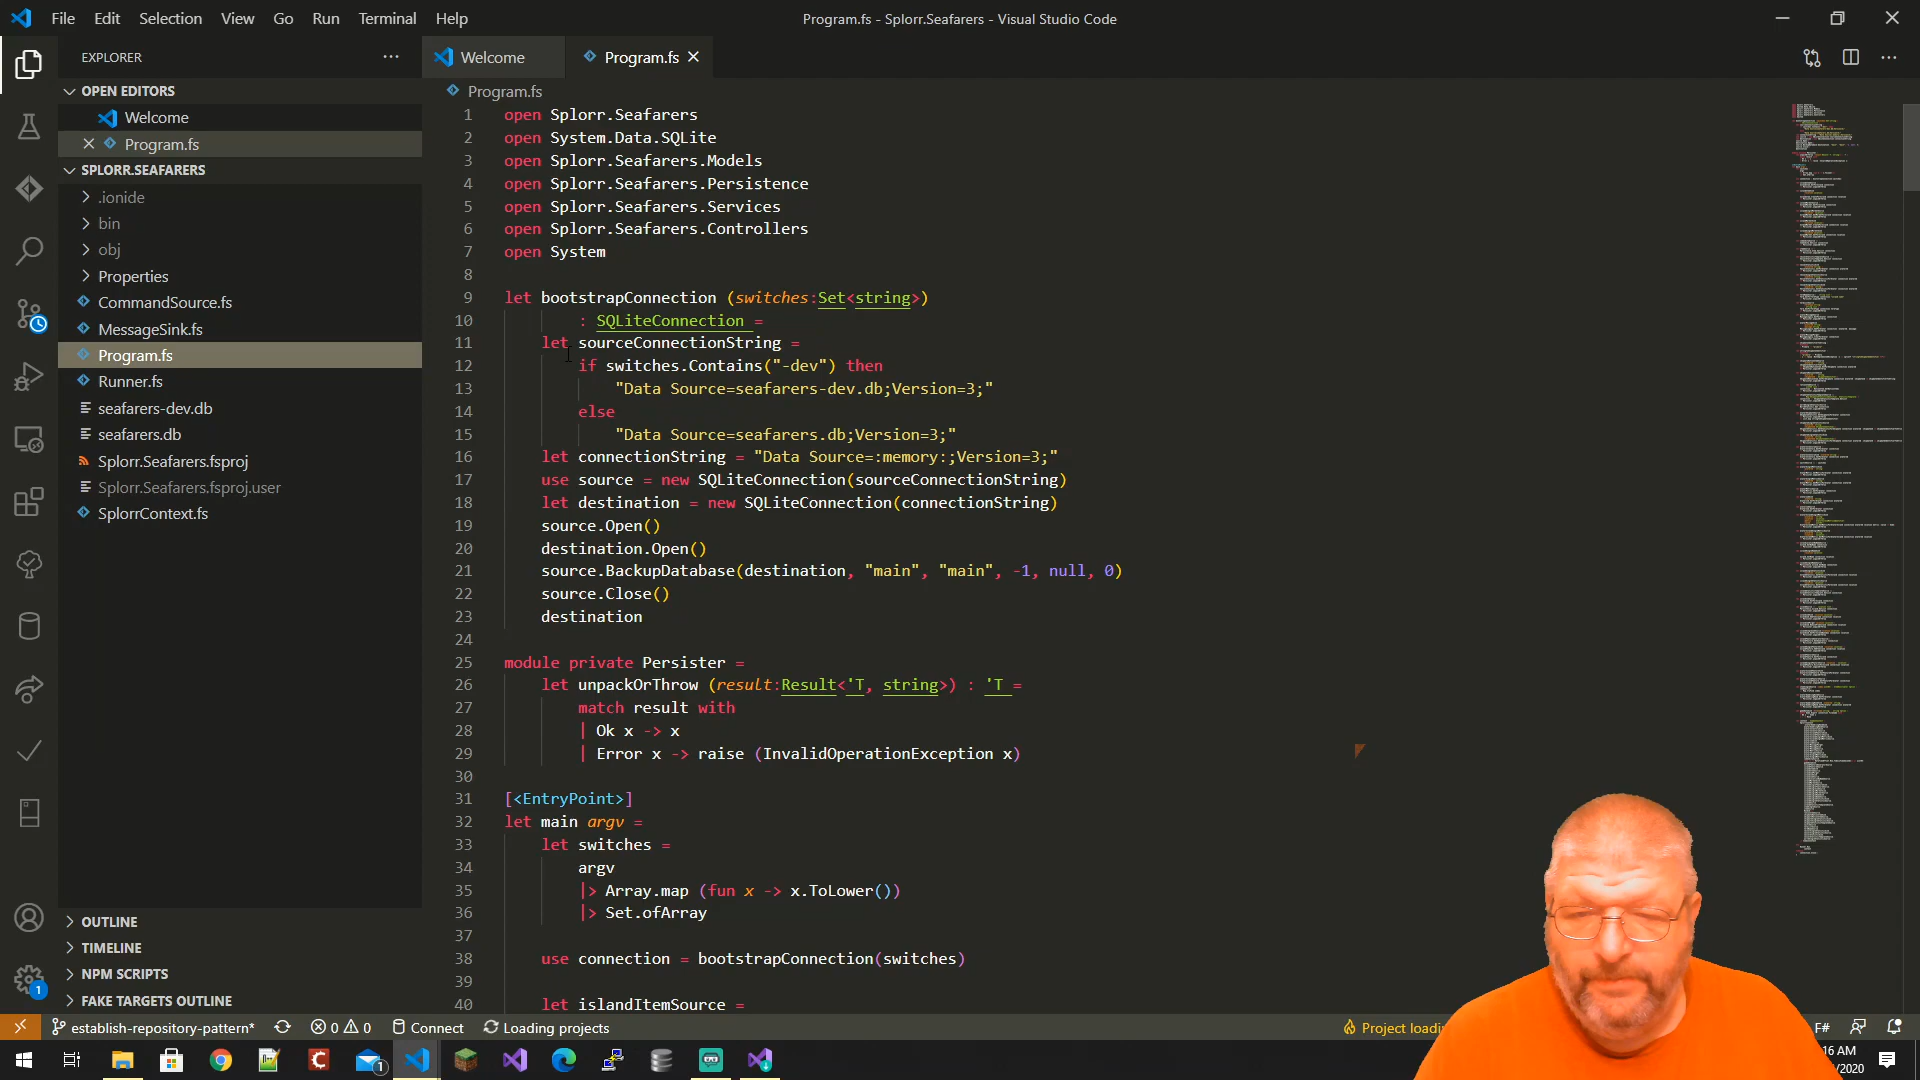 File Edit Selection View Go Run Terminal Help
Program.fs - Splorr.Seafarers - Visual Studio Code
EXPLORER
OPEN EDITORS
Welcome
Program.fs
SPLORR.SEAFARERS
.ionide
bin
obj
Properties
CommandSource.fs
MessageSink.fs
Program.fs
Runner.fs
seafarers-dev.db
seafarers.db
Splorr.Seafarers.fsproj
Splorr.Seafarers.fsproj.user
SplorrContext.fs
OUTLINE
TIMELINE
NPM SCRIPTS
FAKE TARGETS OUTLINE
Welcome Program.fs
Program.fs
1 open Splorr.Seafarers
2 open System.Data.SQLite
3 open Splorr.Seafarers.Models
4 open Splorr.Seafarers.Persistence
5 open Splorr.Seafarers.Services
6 open Splorr.Seafarers.Controllers
7 open System
8
9 let bootstrapConnection (switches:Set<string>)
10 : SQLiteConnection =
11 let sourceConnectionString =
12 if switches.Contains("-dev") then
13 "Data Source=seafarers-dev.db;Version=3;"
14 else
15 "Data Source=seafarers.db;Version=3;"
16 let connectionString = "Data Source=:memory:;Version=3;"
17 use source = new SQLiteConnection(sourceConnectionString)
18 let destination = new SQLiteConnection(connectionString)
19 source.Open()
20 destination.Open()
21 source.BackupDatabase(destination, "main", "main", -1, null, 0)
22 source.Close()
23 destination
24
25 module private Persister =
26 let unpackOrThrow (result:Result<'T, string>) : 'T =
27 match result with
28 | Ok x -> x
29 | Error x -> raise (InvalidOperationException x)
30
31 [<EntryPoint>]
32 let main argv =
33 let switches =
34 argv
35 |> Array.map (fun x -> x.ToLower())
36 |> Set.ofArray
37
38 use connection = bootstrapConnection(switches)
39
40 let islandItemSource =
establish-repository-pattern* 0 0 Connect Loading projects
Project F#
16 AM
/2020
1
1